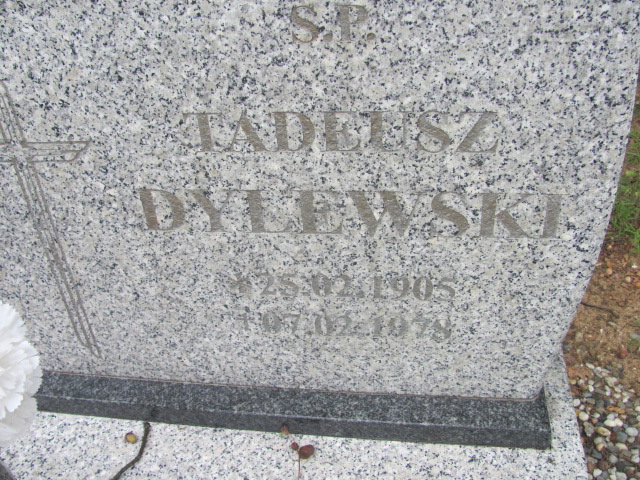 Ś.P.
TADEUSZ
DYLEWSKI
* 25.02.1905
† 07.02.1978